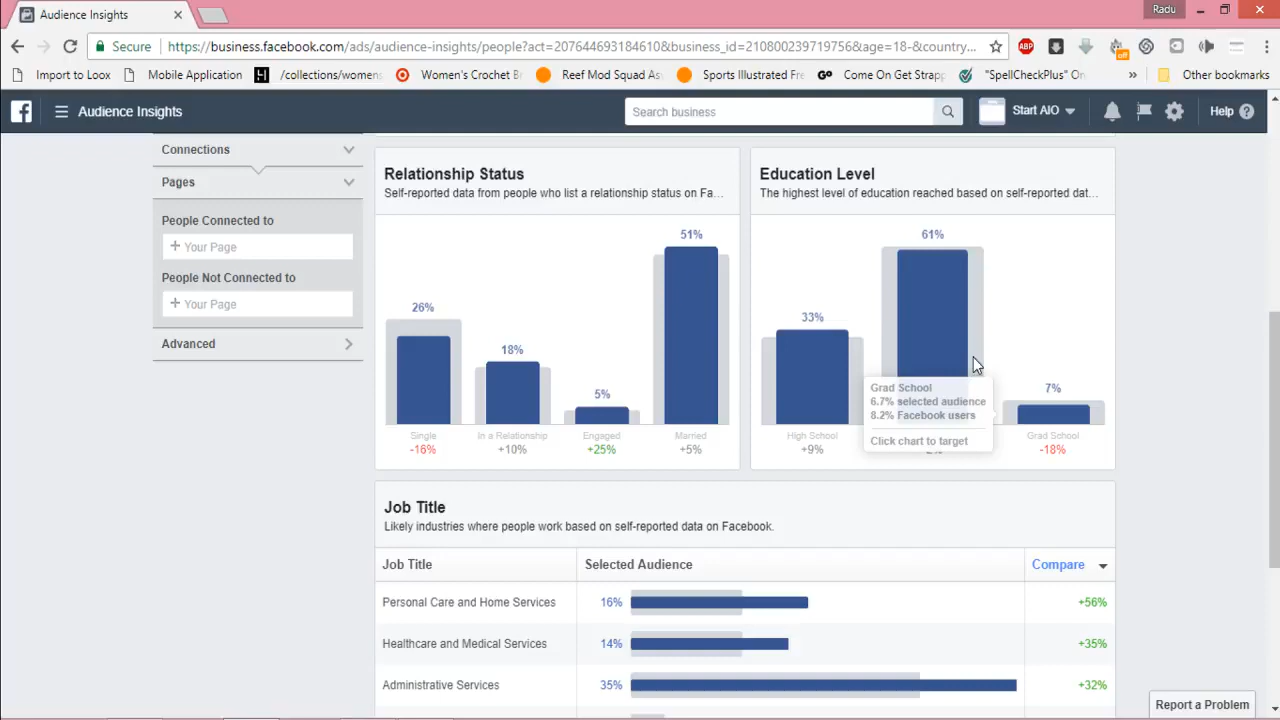 Audience Insights
Radu
Secure
https://business.facebook.com/ads/audience-insights/people?act=207644693184610&business_id=210800239719756&age=18-&country...
ABP
off
Import to Loox
Mobile Application
/collections/womens
Women's Crochet B
Reef Mod Squad As
Sports Illustrated Fre
Come On Get Strapp
"SpellCheckPlus" On
»
Other bookmarks
Audience Insights
Search business
Start AIO
Help
Connections
Pages
People Connected to
+ Your Page
People Not Connected to
+ Your Page
Advanced
Relationship Status
Self-reported data from people who list a relationship status on Fa...
51%
26%
18%
5%
Single
In a Relationship
Engaged
Married
-16%
+10%
+25%
+5%
Education Level
The highest level of education reached based on self-reported dat...
61%
33%
7%
Grad School
6.7% selected audience
8.2% Facebook users
Click chart to target
High School
Grad School
+9%
-18%
Job Title
Likely industries where people work based on self-reported data on Facebook.
Job Title
Selected Audience
Compare
Personal Care and Home Services
16%
+56%
Healthcare and Medical Services
14%
+35%
Administrative Services
35%
+32%
Report a Problem